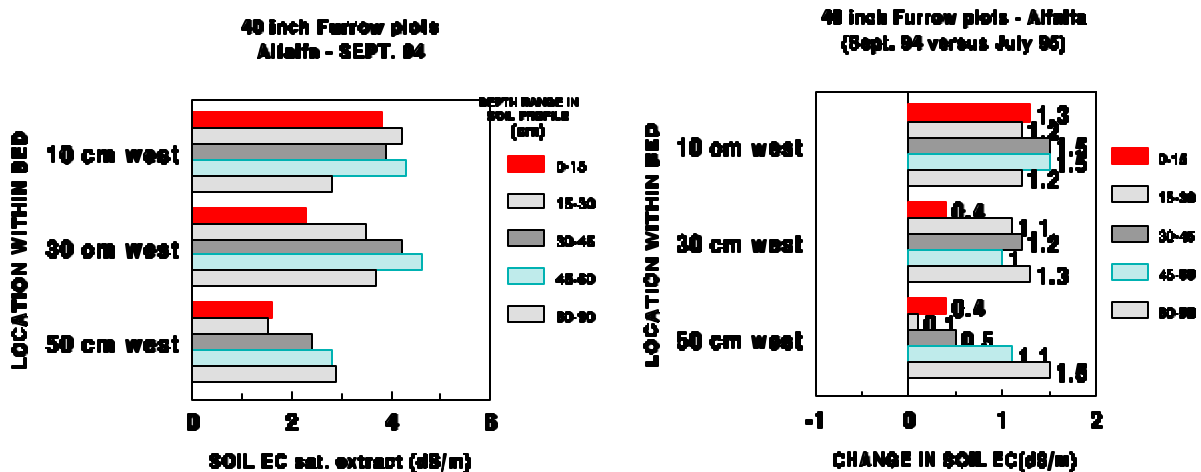 40 inch Furrow plots
Alfalfa - SEPT. 94
DEPTH RANGE IN
SOIL PROFILE
(cm)
LOCATION WITHIN BED
10 cm west
30 cm west
50 cm west
0-15
15-30
30-45
45-60
60-90
0 2 4 6
SOIL EC sat. extract (dS/m)
40 inch Furrow plots - Alfalfa
(Sept. 94 versus July 95)
LOCATION WITHIN BED
10 cm west
30 cm west
50 cm west
1.3
1.2
1.5
1.5
1.2
0.4
1.1
1.2
1
1.3
0.4
0.1
0.5
1.1
1.5
0-15
15-30
30-45
45-60
60-90
-1 0 1 2
CHANGE IN SOIL EC(dS/m)